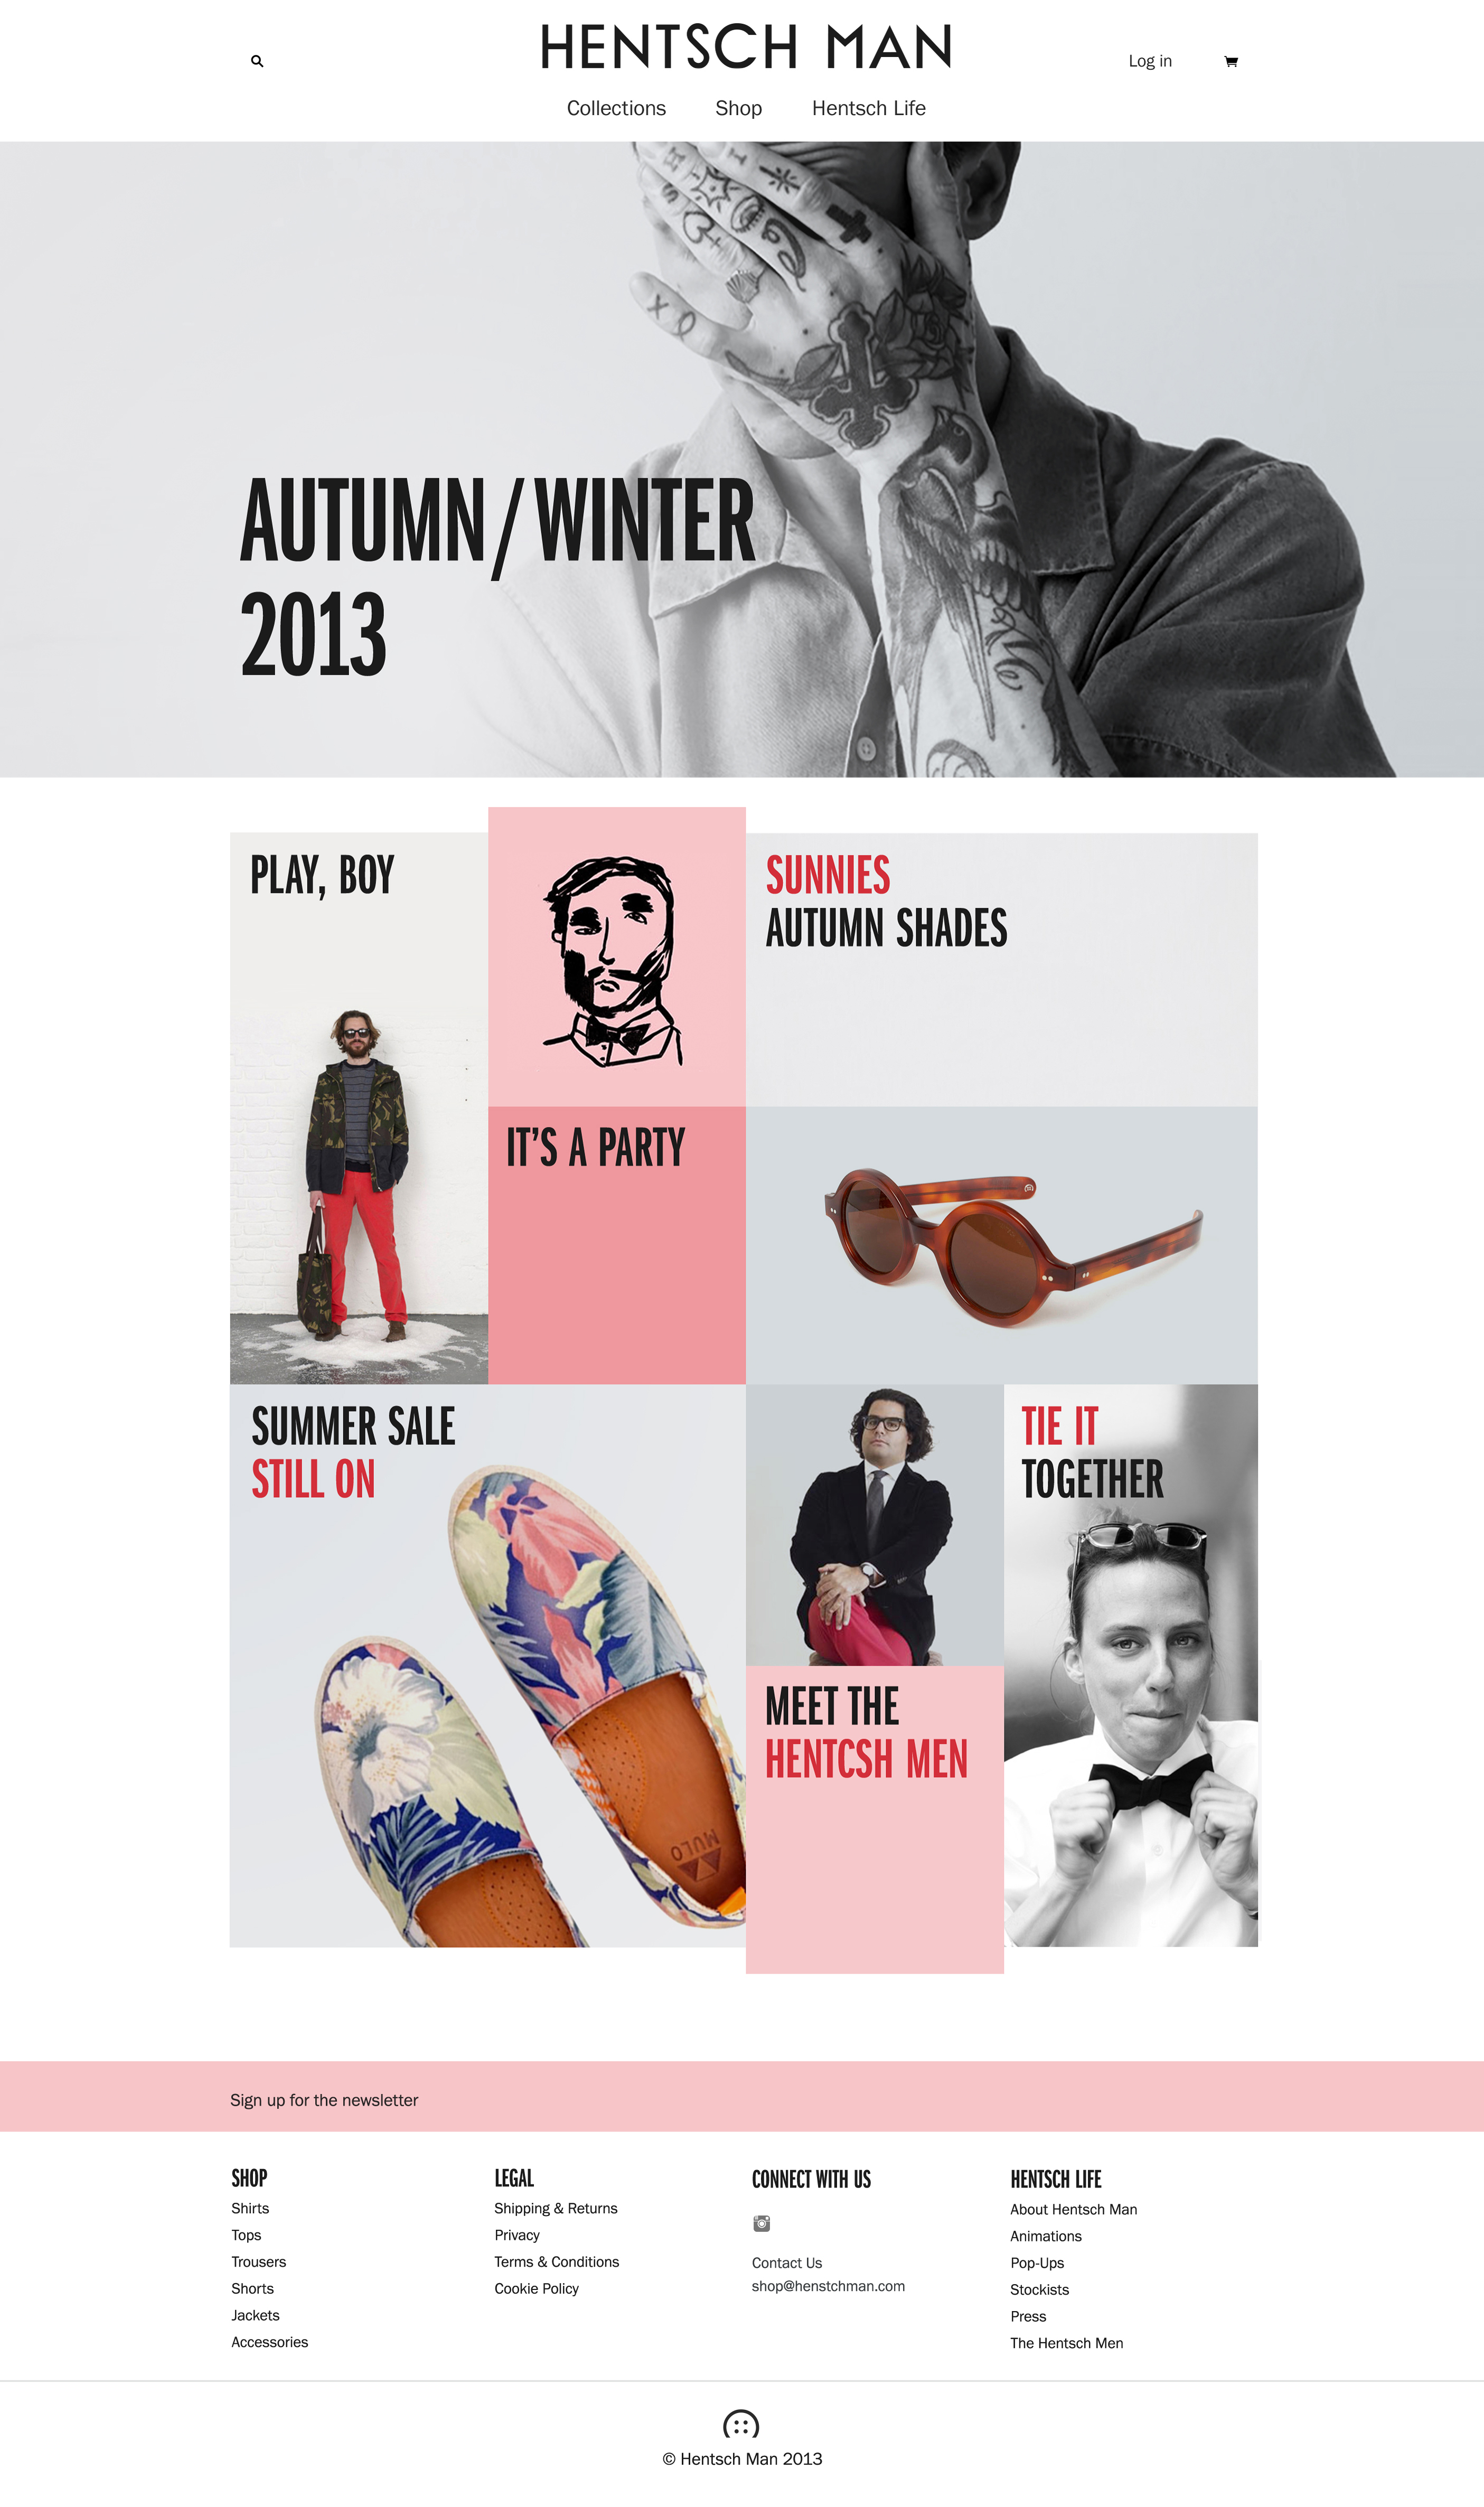 HENTSCH MAN
Log in
Collections Shop Hentsch Life
AUTUMN/WINTER
2013
PLAY, BOY
SUNNIES
AUTUMN SHADES
IT'S A PARTY
SUMMER SALE
STILL ON
MULO
TIE IT
TOGETHER
MEET THE
HENTCSH MEN
Sign up for the newsletter
SHOP
Shirts
Tops
Trousers
Shorts
Jackets
Accessories
LEGAL
Shipping & Returns
Privacy
Terms & Conditions
Cookie Policy
CONNECT WITH US
Contact Us
shop@henstchman.com
HENTSCH LIFE
About Hentsch Man
Animations
Pop-Ups
Stockists
Press
The Hentsch Men
© Hentsch Man 2013